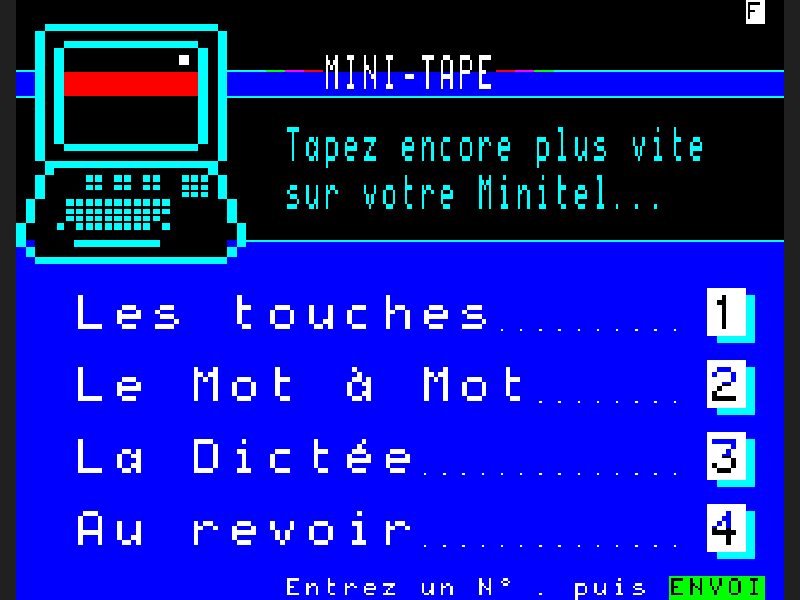 F
MINI-TAPE
Tapez encore plus vite
sur votre Minitel...
Les touches.......... 1
Le Mot à Mot........ 2
La Dictée.............. 3
Au revoir.............. 4
Entrez un N° . puis ENVOI